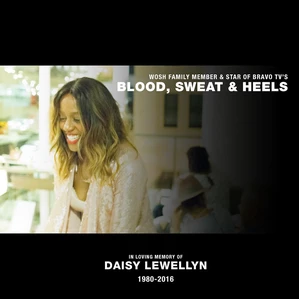 WOSH FAMILY MEMBER & STAR OF BRAVO TV'S
BLOOD, SWEAT & HEELS
IN LOVING MEMORY OF
DAISY LEWELLYN
1980-2016